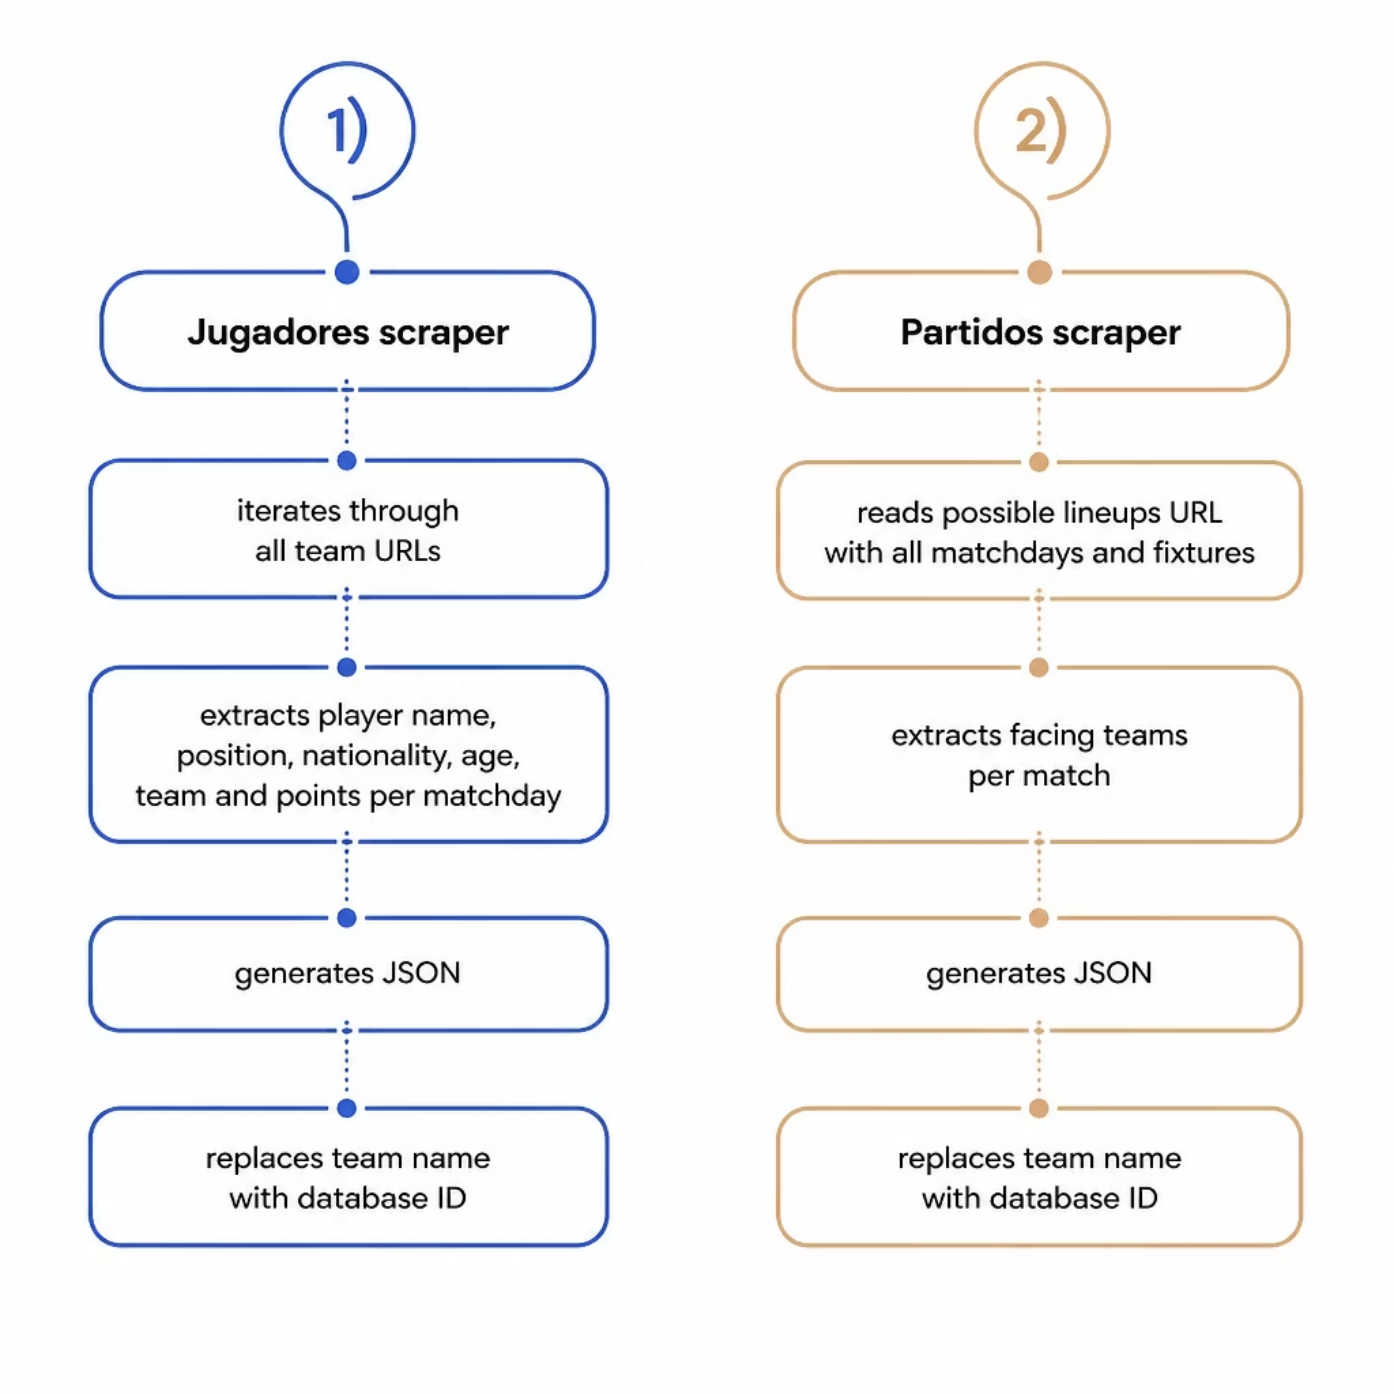 1)
Jugadores scraper
iterates through
all team URLs
extracts player name,
position, nationality, age,
team and points per matchday
generates JSON
replaces team name
with database ID
2)
Partidos scraper
reads possible lineups URL
with all matchdays and fixtures
extracts facing teams
per match
generates JSON
replaces team name
with database ID